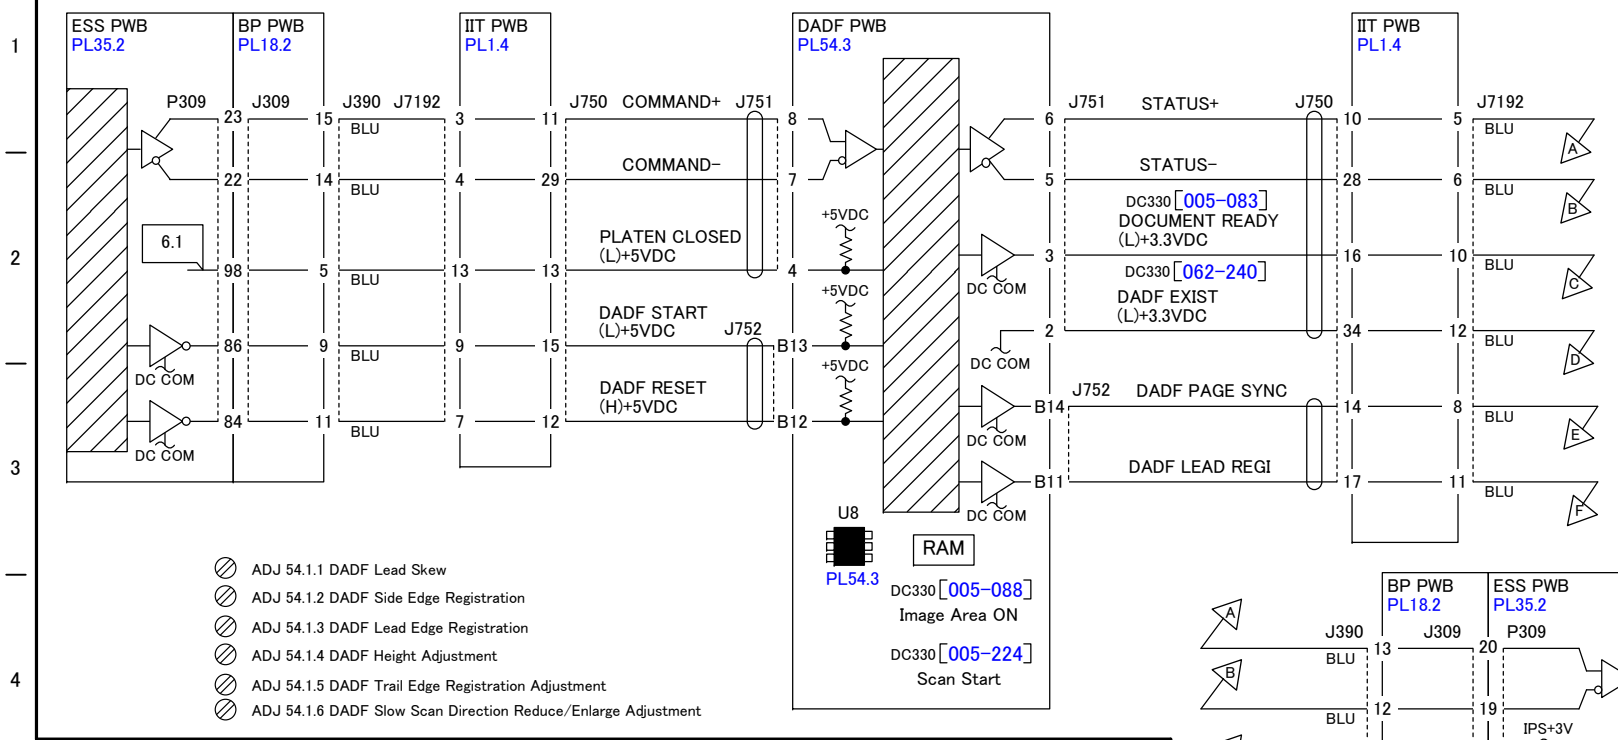 ESS PWB BP PWB IIT PWB DADF PWB IIT PWB
PL35.2 PL18.2 PL1.4 PL54.3 PL1.4
1
P309 J309 J390 J7192 J750 COMMAND+ J751 J751 STATUS+ J750 J7192
23 15 BLU 3 11 8 6 10 5 BLU
A
COMMAND- STATUS-
22 14 BLU 4 29 7 5 28 6 BLU
B
DC330 [005-083]
+5VDC
DOCUMENT READY
(L)+3.3VDC
6.1
PLATEN CLOSED
(L)+5VDC
2
3 16 10 BLU
98 5 BLU 13 13 4
DC COM
DC330 [062-240]
C
+5VDC
DADF EXIST
(L)+3.3VDC
DADF START
(L)+5VDC
J752
2 34 12 BLU
86 9 BLU 9 15 B13
DC COM
DC COM
D
+5VDC
DADF RESET
(H)+5VDC
J752 DADF PAGE SYNC
B14 14 8 BLU
84 11 BLU 7 12 B12
DC COM
DC COM
E
3
DADF LEAD REGI
B11 17 11 BLU
DC COM
F
U8
RAM
PL54.3
DC330 [005-088]
Image Area ON
DC330 [005-224]
Scan Start
ADJ 54.1.1 DADF Lead Skew
ADJ 54.1.2 DADF Side Edge Registration
ADJ 54.1.3 DADF Lead Edge Registration
ADJ 54.1.4 DADF Height Adjustment
ADJ 54.1.5 DADF Trail Edge Registration Adjustment
ADJ 54.1.6 DADF Slow Scan Direction Reduce/Enlarge Adjustment
4
BP PWB ESS PWB
PL18.2 PL35.2
A
J390 J309 P309
BLU 13 20
B
BLU 12 19
IPS+3V